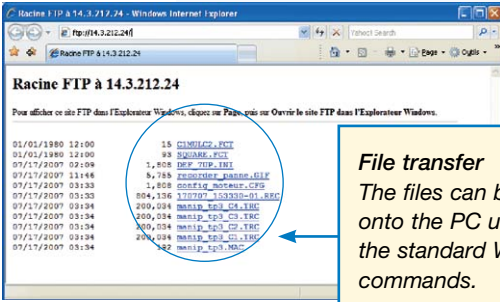 Racine FTP à 14.3.217.24 - Windows Internet Explorer
ftp://14.3.212.24/
Yahoo! Search
Racine FTP à 14.3.212.24
Page
Outils
Racine FTP à 14.3.212.24
Pour afficher ce site FTP dans l'Explorateur Windows, cliquez sur Page, puis sur Ouvrir le site FTP dans l'Explorateur Windows.
01/01/1980 12:00 15 C1MULC2.FCT
01/01/1980 12:00 93 SQUARE.FCT
07/17/2007 02:09 1,808 DEF_7UP.INI
07/17/2007 11:46 5,755 recorder_panne.GIF
07/17/2007 03:33 1,808 config_moteur.CFG
07/17/2007 03:33 804,136 170707_153330-01.REC
07/17/2007 03:34 200,034 manip_tp3_C4.TRC
07/17/2007 03:34 200,034 manip_tp3_C3.TRC
07/17/2007 03:34 200,034 manip_tp3_C2.TRC
07/17/2007 03:34 200,034 manip_tp3_C1.TRC
07/17/2007 03:34 132 manip_tp3.MAC
File transfer
The files can b
onto the PC u
the standard W
commands.